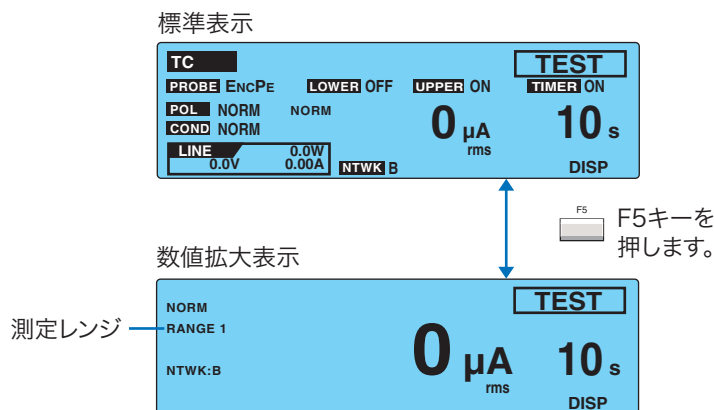 標準表示
TC TEST
PROBE ENCPE LOWER OFF UPPER ON TIMER ON
POL NORM NORM
COND NORM
0 μA rms 10 s
LINE 0.0W
0.0V 0.00A
NTWK B DISP
F5
F5キーを
押します。
数値拡大表示
TEST
NORM
測定レンジ RANGE 1
0 μA rms 10 s
NTWK:B
DISP